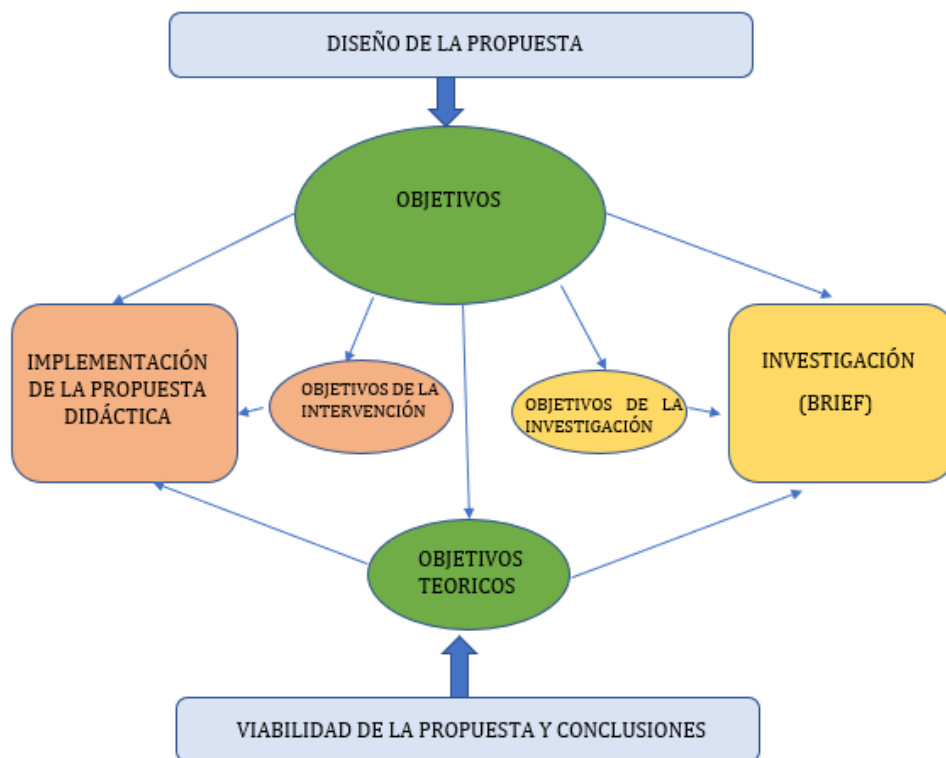 DISEÑO DE LA PROPUESTA
OBJETIVOS
IMPLEMENTACIÓN
DE LA PROPUESTA
DIDÁCTICA
OBJETIVOS DE LA
INTERVENCIÓN
OBJETIVOS DE LA
INVESTIGACIÓN
INVESTIGACIÓN
(BRIEF)
OBJETIVOS
TEORICOS
VIABILIDAD DE LA PROPUESTA Y CONCLUSIONES